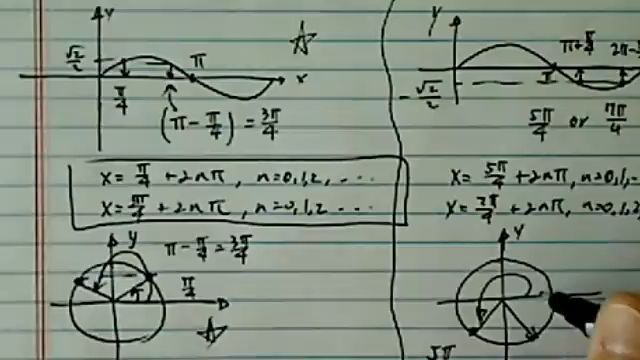 y
√2/2
π
x
π/4
(π - π/4) = 3π/4
x = π/4 + 2nπ, n=0,1,2, ...
+ 2nπ, n=0,1,2 ...
y
π - π/4 = 3π/4
π/4
y
π+π/4
2π-
-√2/2
5π/4 or 7π/4
x = 5π/4 + 2nπ, n=0,1,
x = 7π/4 + 2nπ, n=0,1,2
y
5π